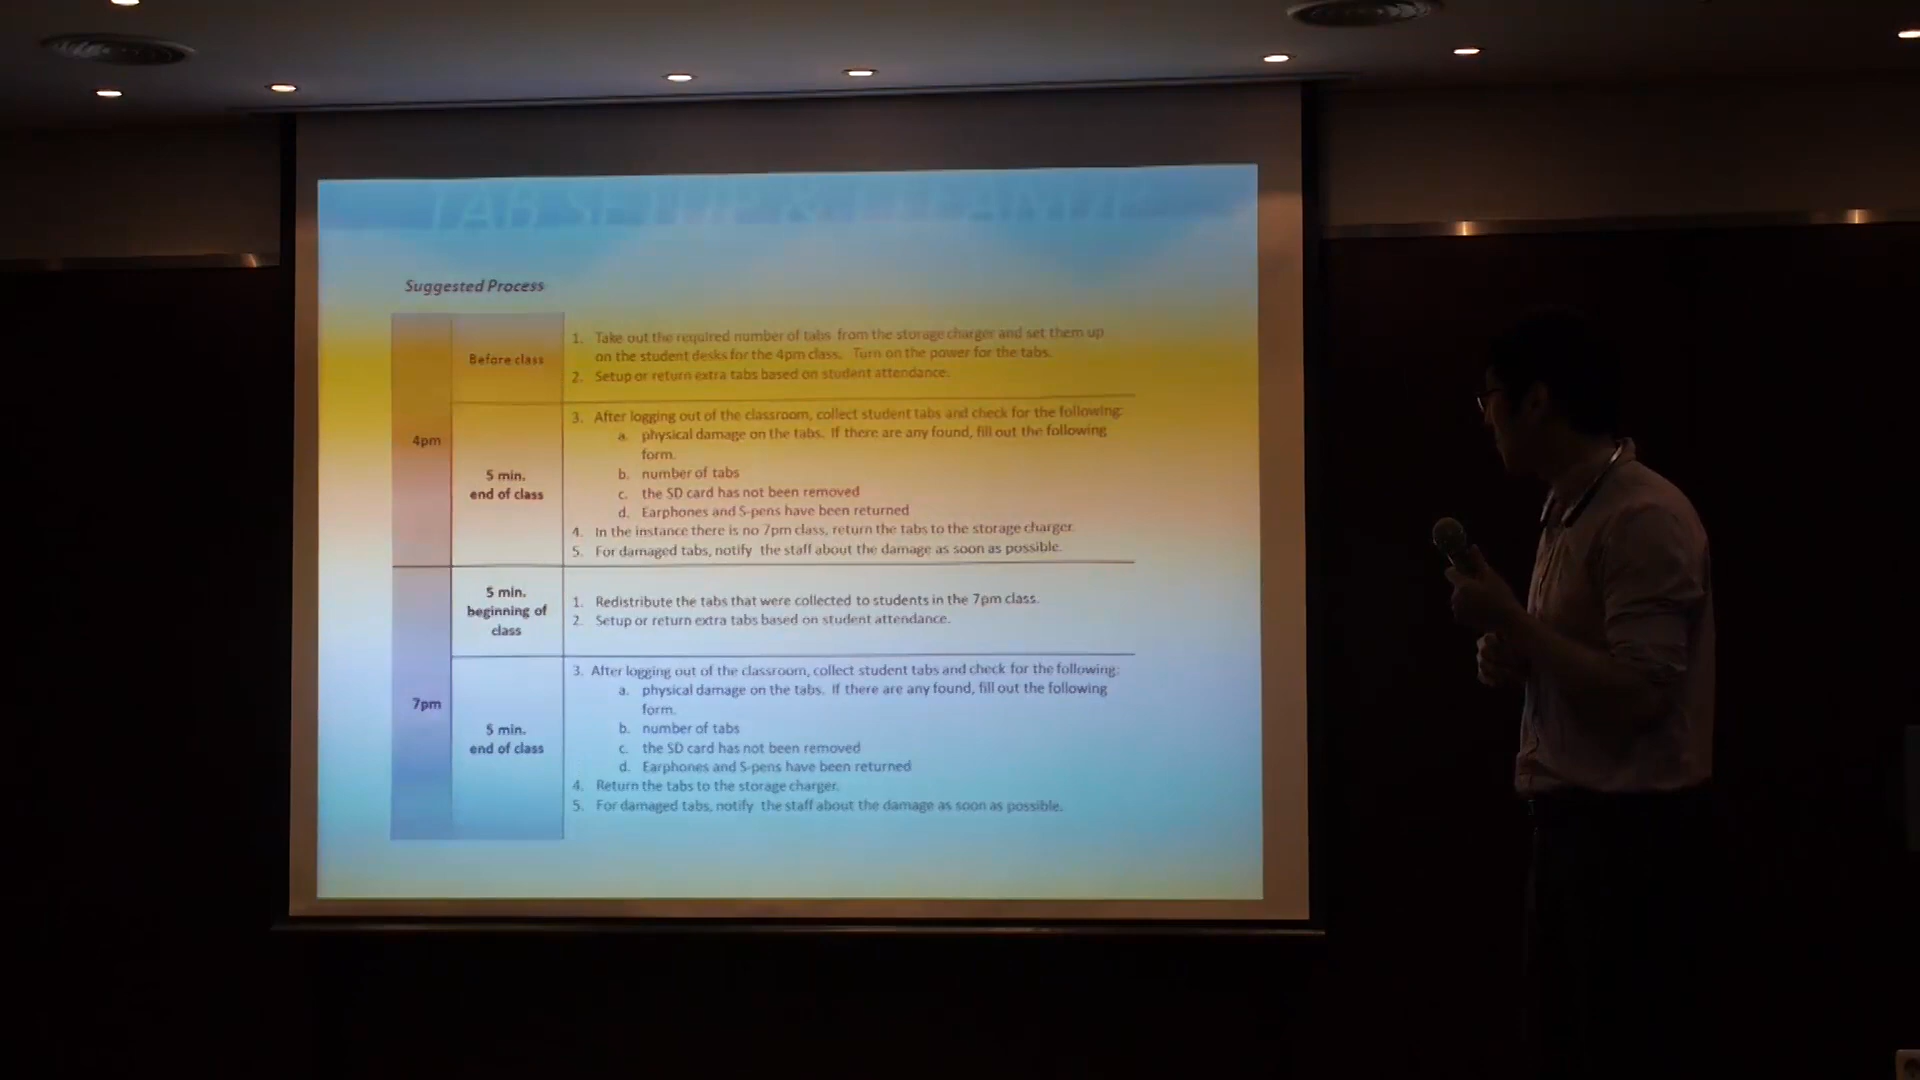 TAB SETUP & CLEANUP
Suggested Process
4pm
Before class
1. Take out the required number of tabs from the storage charger and set them up
on the student desks for the 4pm class. Turn on the power for the tabs.
2. Setup or return extra tabs based on student attendance.
5 min.
end of class
3. After logging out of the classroom, collect student tabs and check for the following:
a. physical damage on the tabs. If there are any found, fill out the following
form.
b. number of tabs
c. the SD card has not been removed
d. Earphones and S-pens have been returned
4. In the instance there is no 7pm class, return the tabs to the storage charger.
5. For damaged tabs, notify the staff about the damage as soon as possible.
7pm
5 min.
beginning of
class
1. Redistribute the tabs that were collected to students in the 7pm class.
2. Setup or return extra tabs based on student attendance.
5 min.
end of class
3. After logging out of the classroom, collect student tabs and check for the following:
a. physical damage on the tabs. If there are any found, fill out the following
form.
b. number of tabs
c. the SD card has not been removed
d. Earphones and S-pens have been returned
4. Return the tabs to the storage charger.
5. For damaged tabs, notify the staff about the damage as soon as possible.